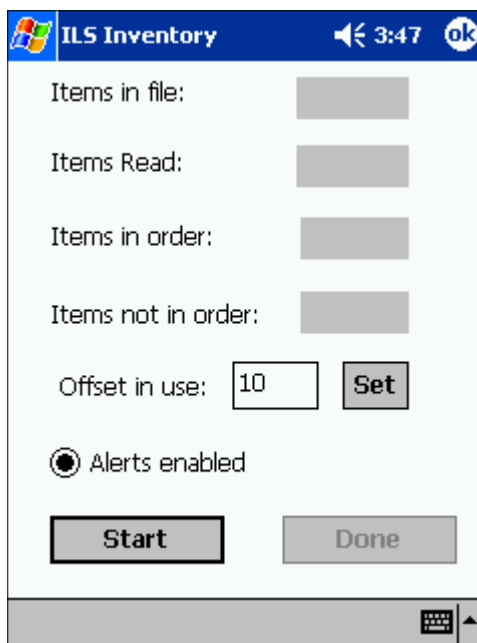 ILS Inventory 3:47 ok
Items in file:
Items Read:
Items in order:
Items not in order:
Offset in use: 10 Set
Alerts enabled
Start Done